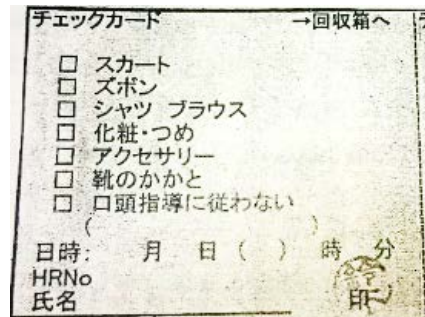 チェックカード →回収箱へ
□ スカート
□ ズボン
□ シャツ ブラウス
□ 化粧・つめ
□ アクセサリー
□ 靴のかかと
□ 口頭指導に従わない
( )
日時: 月 日 ( ) 時 分
HRNo
氏名 印